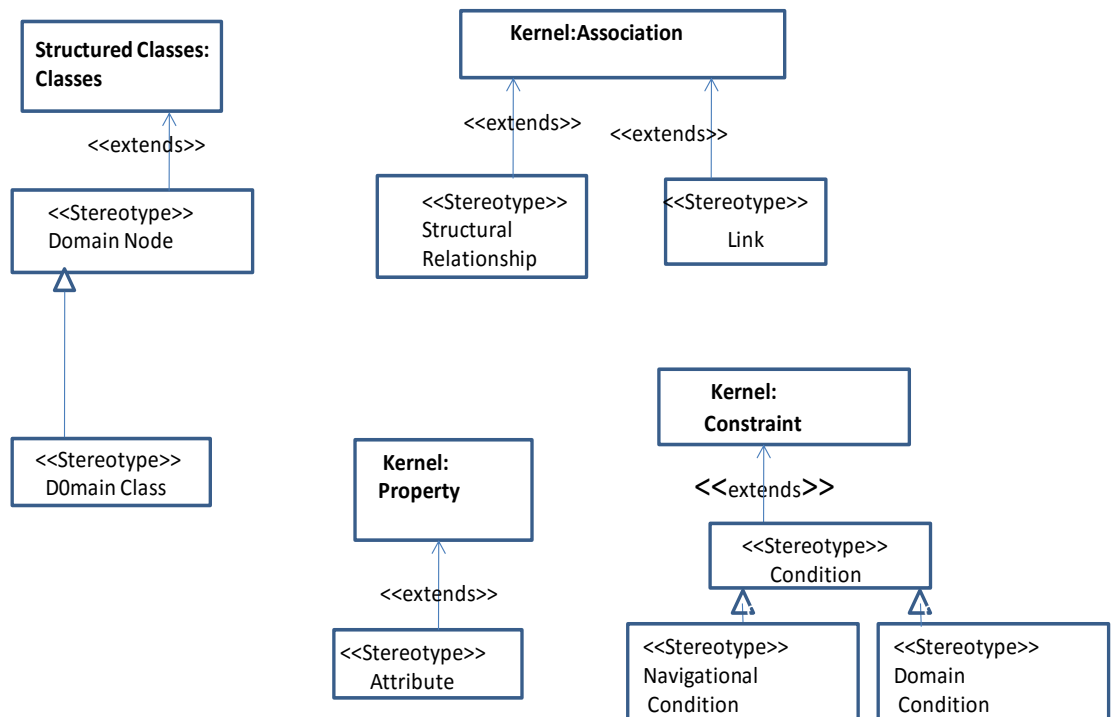 Structured Classes:
Classes
<<extends>>
<<Stereotype>>
Domain Node
<<Stereotype>>
D0main Class
Kernel:Association
<<extends>>
<<extends>>
<<Stereotype>>
Structural
Relationship
<<Stereotype>>
Link
Kernel:
Property
<<extends>>
<<Stereotype>>
Attribute
Kernel:
Constraint
<<extends>>
<<Stereotype>>
Condition
<<Stereotype>>
Navigational
Condition
<<Stereotype>>
Domain
Condition